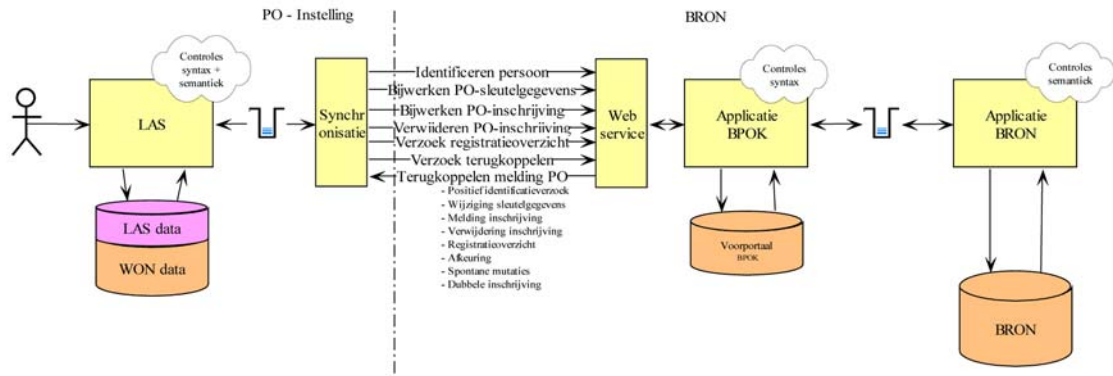 PO - Instelling
BRON
Controles
syntax +
semantiek
LAS
LAS data
WON data
Synchr
onisatie
Identificeren persoon
Bijwerken PO-sleutelgegevens
Bijwerken PO-inschrijving
Verwijderen PO-inschrijving
Verzoek registratieoverzicht
Verzoek terugkoppelen
Terugkoppelen melding PO
- Positief identificatieverzoek
- Wijziging sleutelgegevens
- Melding inschrijving
- Verwijdering inschrijving
- Registratieoverzicht
- Afkeuring
- Spontane mutaties
- Dubbele inschrijving
Web
service
Controles
syntax
Applicatie
BPOK
Voorportaal
BPOK
Controles
semantiek
Applicatie
BRON
BRON